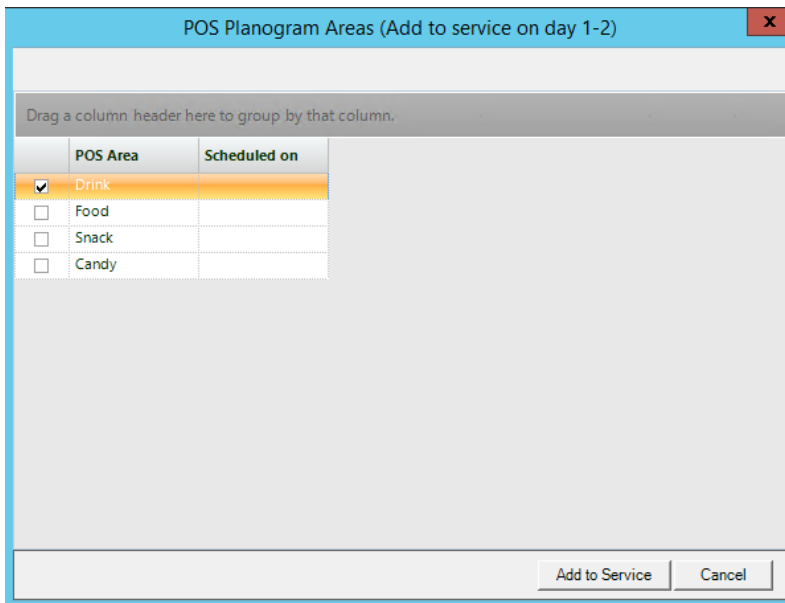 POS Planogram Areas (Add to service on day 1-2)
x
Drag a column header here to group by that column.
POS Area Scheduled on
Drink
Food
Snack
Candy
Add to Service Cancel